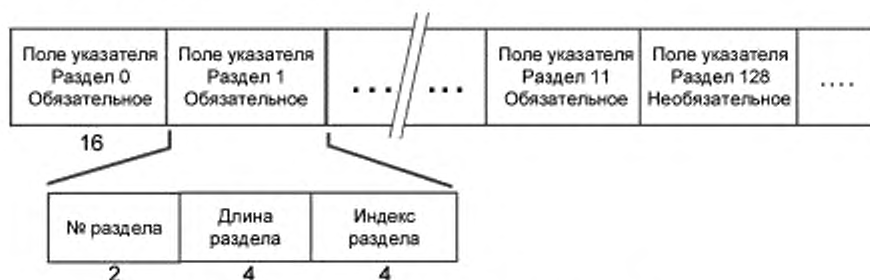 Поле указателя
Раздел 0
Обязательное
Поле указателя
Раздел 1
Обязательное
... ...
Поле указателя
Раздел 11
Обязательное
Поле указателя
Раздел 128
Необязательное
....
16
№ раздела
Длина
раздела
Индекс
раздела
2
4
4